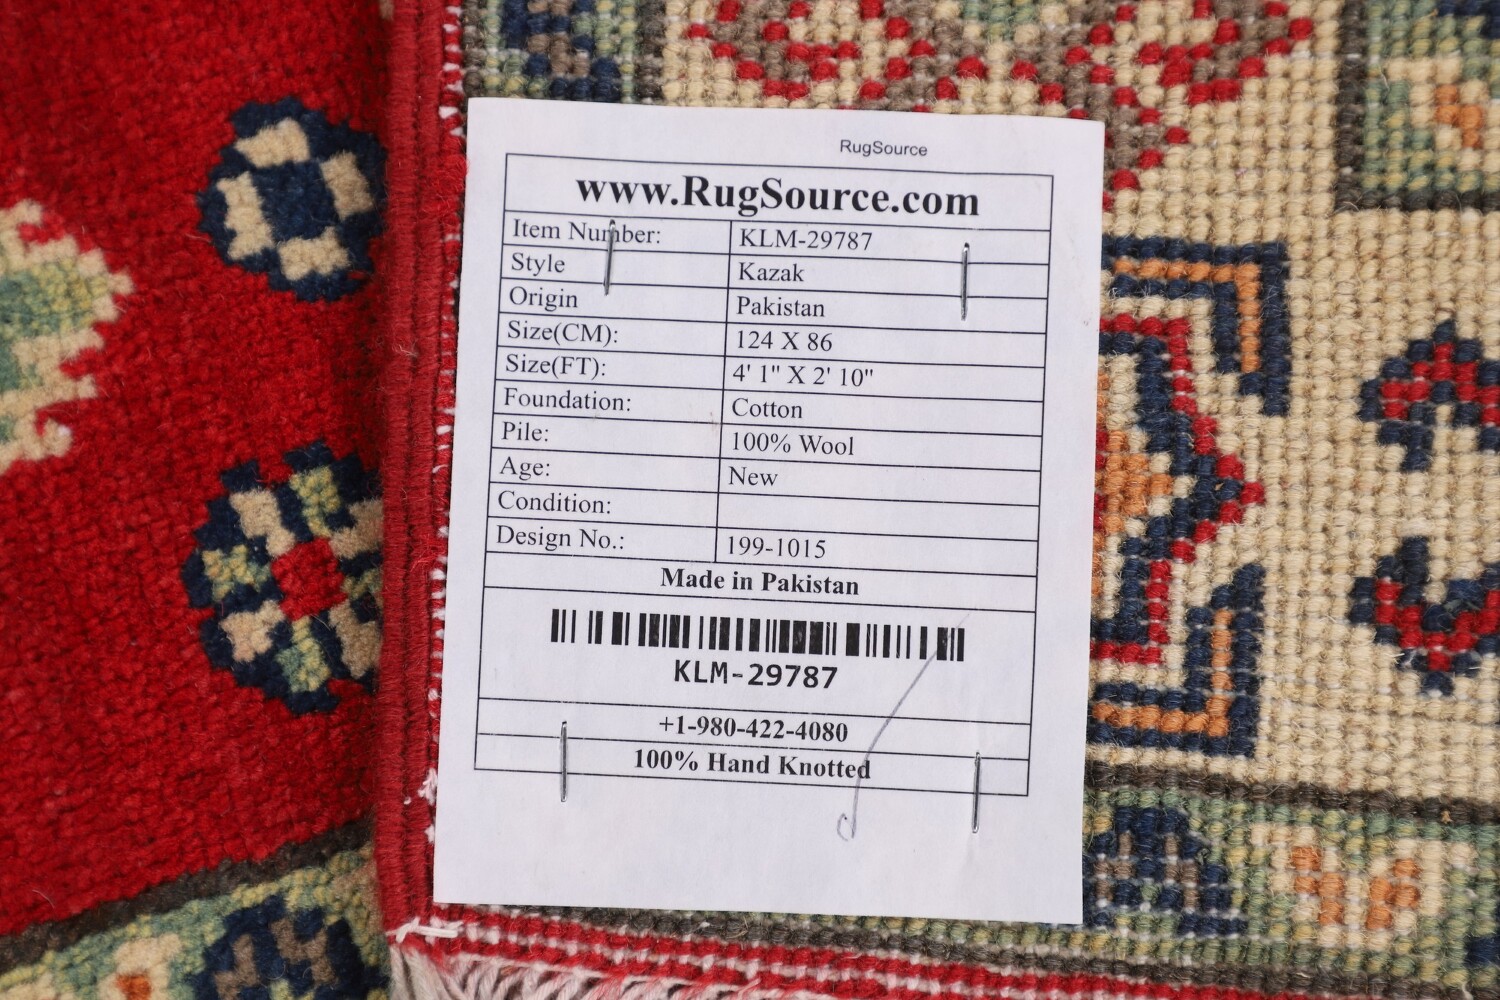 RugSource
www.RugSource.com
Item Number: KLM-29787
Style Kazak
Origin Pakistan
Size(CM): 124 X 86
Size(FT): 4' 1" X 2' 10"
Foundation: Cotton
Pile: 100% Wool
Age: New
Condition:
Design No.: 199-1015
Made in Pakistan
KLM-29787
+1-980-422-4080
100% Hand Knotted